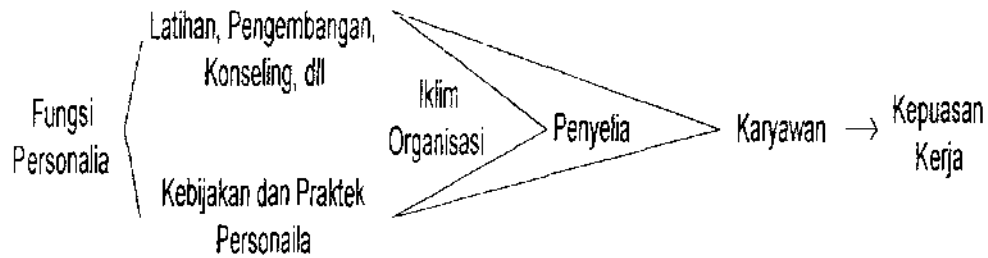 Latihan, Pengembangan,
Konseling, dll
Iklim
Organisasi
Fungsi
Personalia
Penyelia
Karyawan
Kepuasan
Kerja
Kebijakan dan Praktek
Personaila